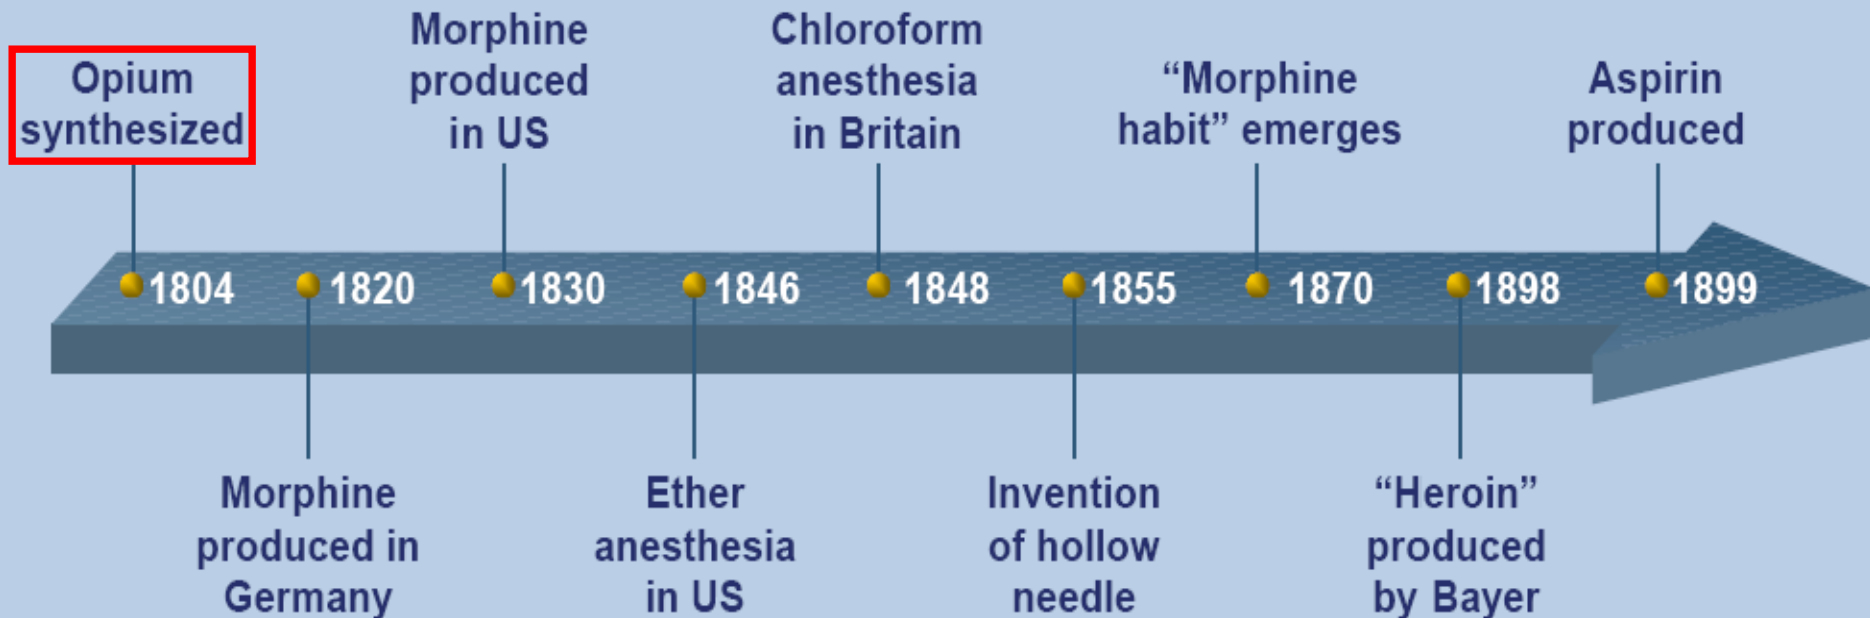 Opium
synthesized
Morphine
produced
in US
Chloroform
anesthesia
in Britain
“Morphine
habit” emerges
Aspirin
produced
1804
1820
1830
1846
1848
1855
1870
1898
1899
Morphine
produced in
Germany
Ether
anesthesia
in US
Invention
of hollow
needle
“Heroin”
produced
by Bayer